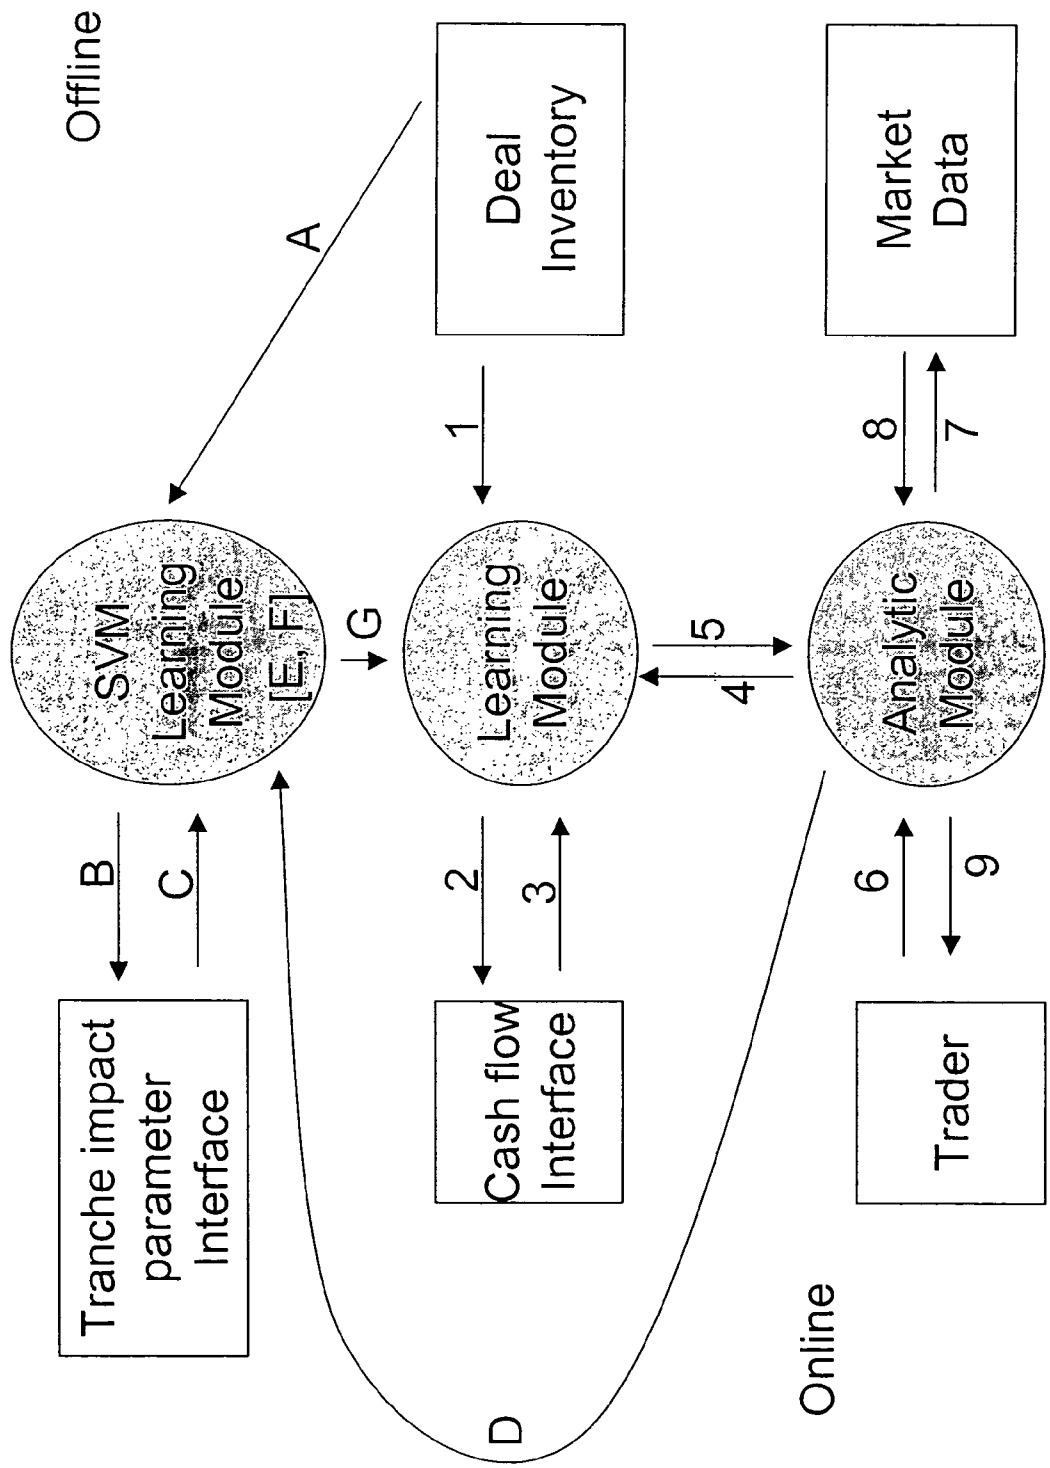 Offline
Tranche impact
parameter
Interface
B
C
SVM
Learning
Module
[E, F]
A
G
D
Cash flow
Interface
2
3
Learning
Module
1
Deal
Inventory
4
5
Online
Trader
6
9
Analytic
Module
8
7
Market
Data